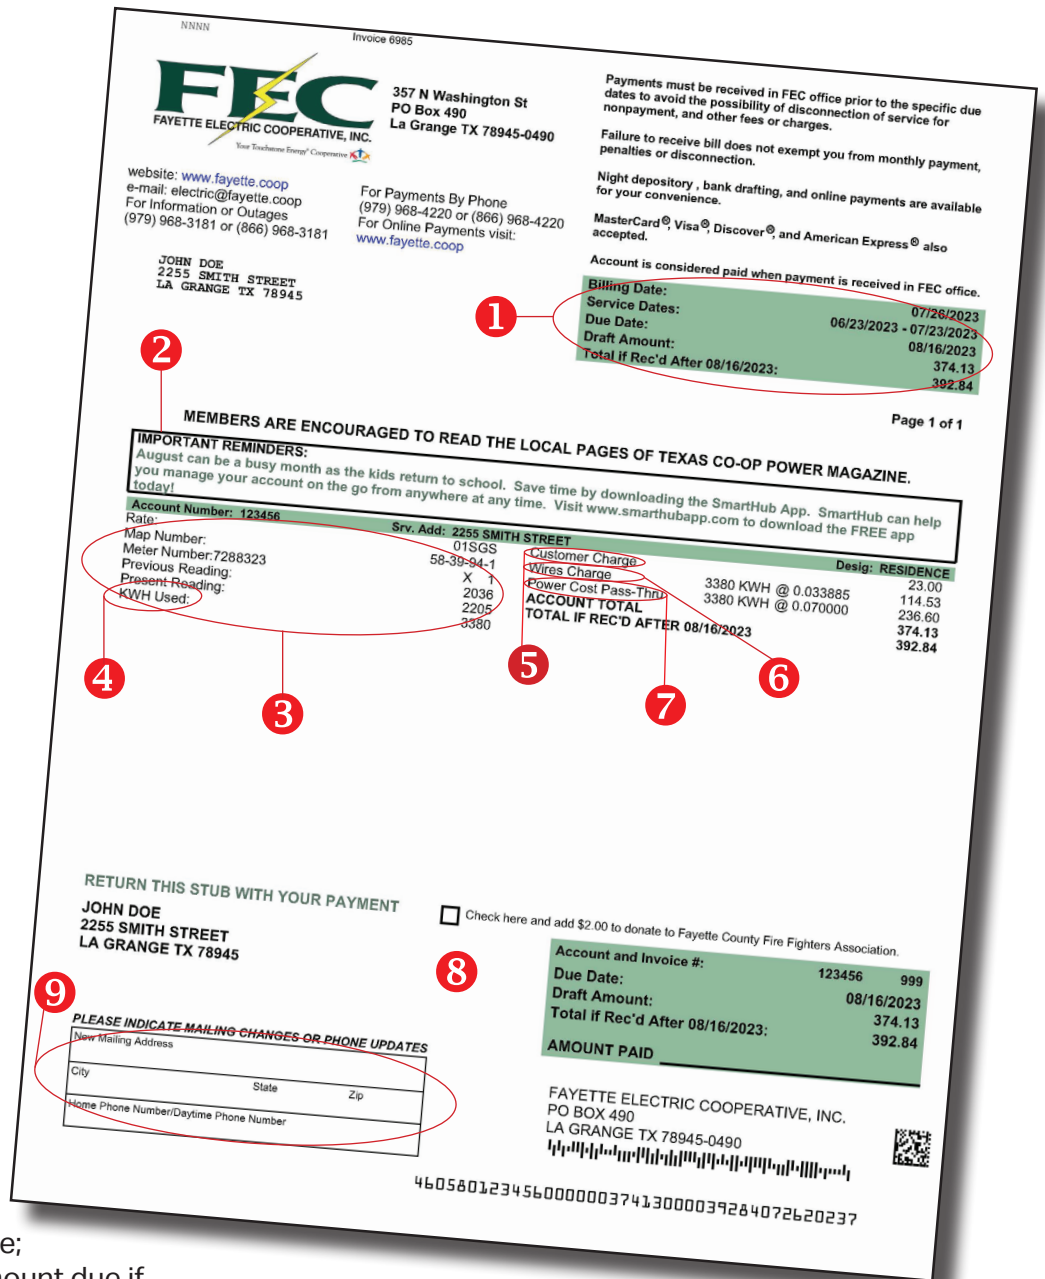 NNNN
Invoice 6985
FEC
FAYETTE ELECTRIC COOPERATIVE, INC.
Your Touchstone Energy® Cooperative
357 N Washington St
PO Box 490
La Grange TX 78945-0490
Payments must be received in FEC office prior to the specific due
dates to avoid the possibility of disconnection of service for
nonpayment, and other fees or charges.
Failure to receive bill does not exempt you from monthly payment,
penalties or disconnection.
Night depository , bank drafting, and online payments are available
for your convenience.
MasterCard®, Visa®, Discover®, and American Express® also
accepted.
Account is considered paid when payment is received in FEC office.
website: www.fayette.coop
e-mail: electric@fayette.coop
For Information or Outages
(979) 968-3181 or (866) 968-3181
For Payments By Phone
(979) 968-4220 or (866) 968-4220
For Online Payments visit:
www.fayette.coop
JOHN DOE
2255 SMITH STREET
LA GRANGE TX 78945
1
Billing Date: 07/26/2023
Service Dates: 06/23/2023 - 07/23/2023
Due Date: 08/16/2023
Draft Amount: 374.13
Total if Rec'd After 08/16/2023: 392.84
Page 1 of 1
2
MEMBERS ARE ENCOURAGED TO READ THE LOCAL PAGES OF TEXAS CO-OP POWER MAGAZINE.
IMPORTANT REMINDERS:
August can be a busy month as the kids return to school. Save time by downloading the SmartHub App. SmartHub can help
you manage your account on the go from anywhere at any time. Visit www.smarthubapp.com to download the FREE app
today!
Account Number: 123456 Srv. Add: 2255 SMITH STREET Desig: RESIDENCE
Rate: 01SGS
Map Number: 58-39-94-1
Meter Number:7288323 X 1
Previous Reading: 2036
Present Reading: 2205
KWH Used: 3380
Customer Charge 23.00
Wires Charge 3380 KWH @ 0.033885 114.53
Power Cost Pass-Thru 3380 KWH @ 0.070000 236.60
ACCOUNT TOTAL 374.13
TOTAL IF REC'D AFTER 08/16/2023 392.84
4
3
5
7
6
RETURN THIS STUB WITH YOUR PAYMENT
JOHN DOE
2255 SMITH STREET
LA GRANGE TX 78945
Check here and add $2.00 to donate to Fayette County Fire Fighters Association.
8
Account and Invoice #: 123456 999
Due Date: 08/16/2023
Draft Amount: 374.13
Total if Rec'd After 08/16/2023: 392.84
AMOUNT PAID
9
PLEASE INDICATE MAILING CHANGES OR PHONE UPDATES
New Mailing Address
City State Zip
Home Phone Number/Daytime Phone Number
FAYETTE ELECTRIC COOPERATIVE, INC.
PO BOX 490
LA GRANGE TX 78945-0490
460580123456000000037413000039284072620237
e;
ount due if